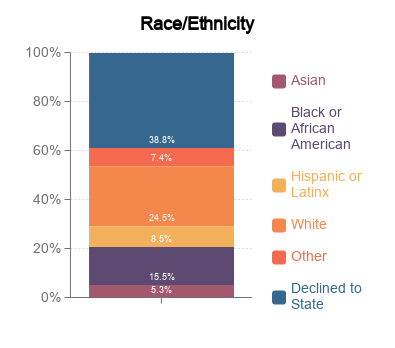 Race/Ethnicity
100%
80%
60%
40%
20%
0%
38.8%
7.4%
24.5%
8.5%
15.5%
5.3%
Asian
Black or
African
American
Hispanic or
Latinx
White
Other
Declined to
State